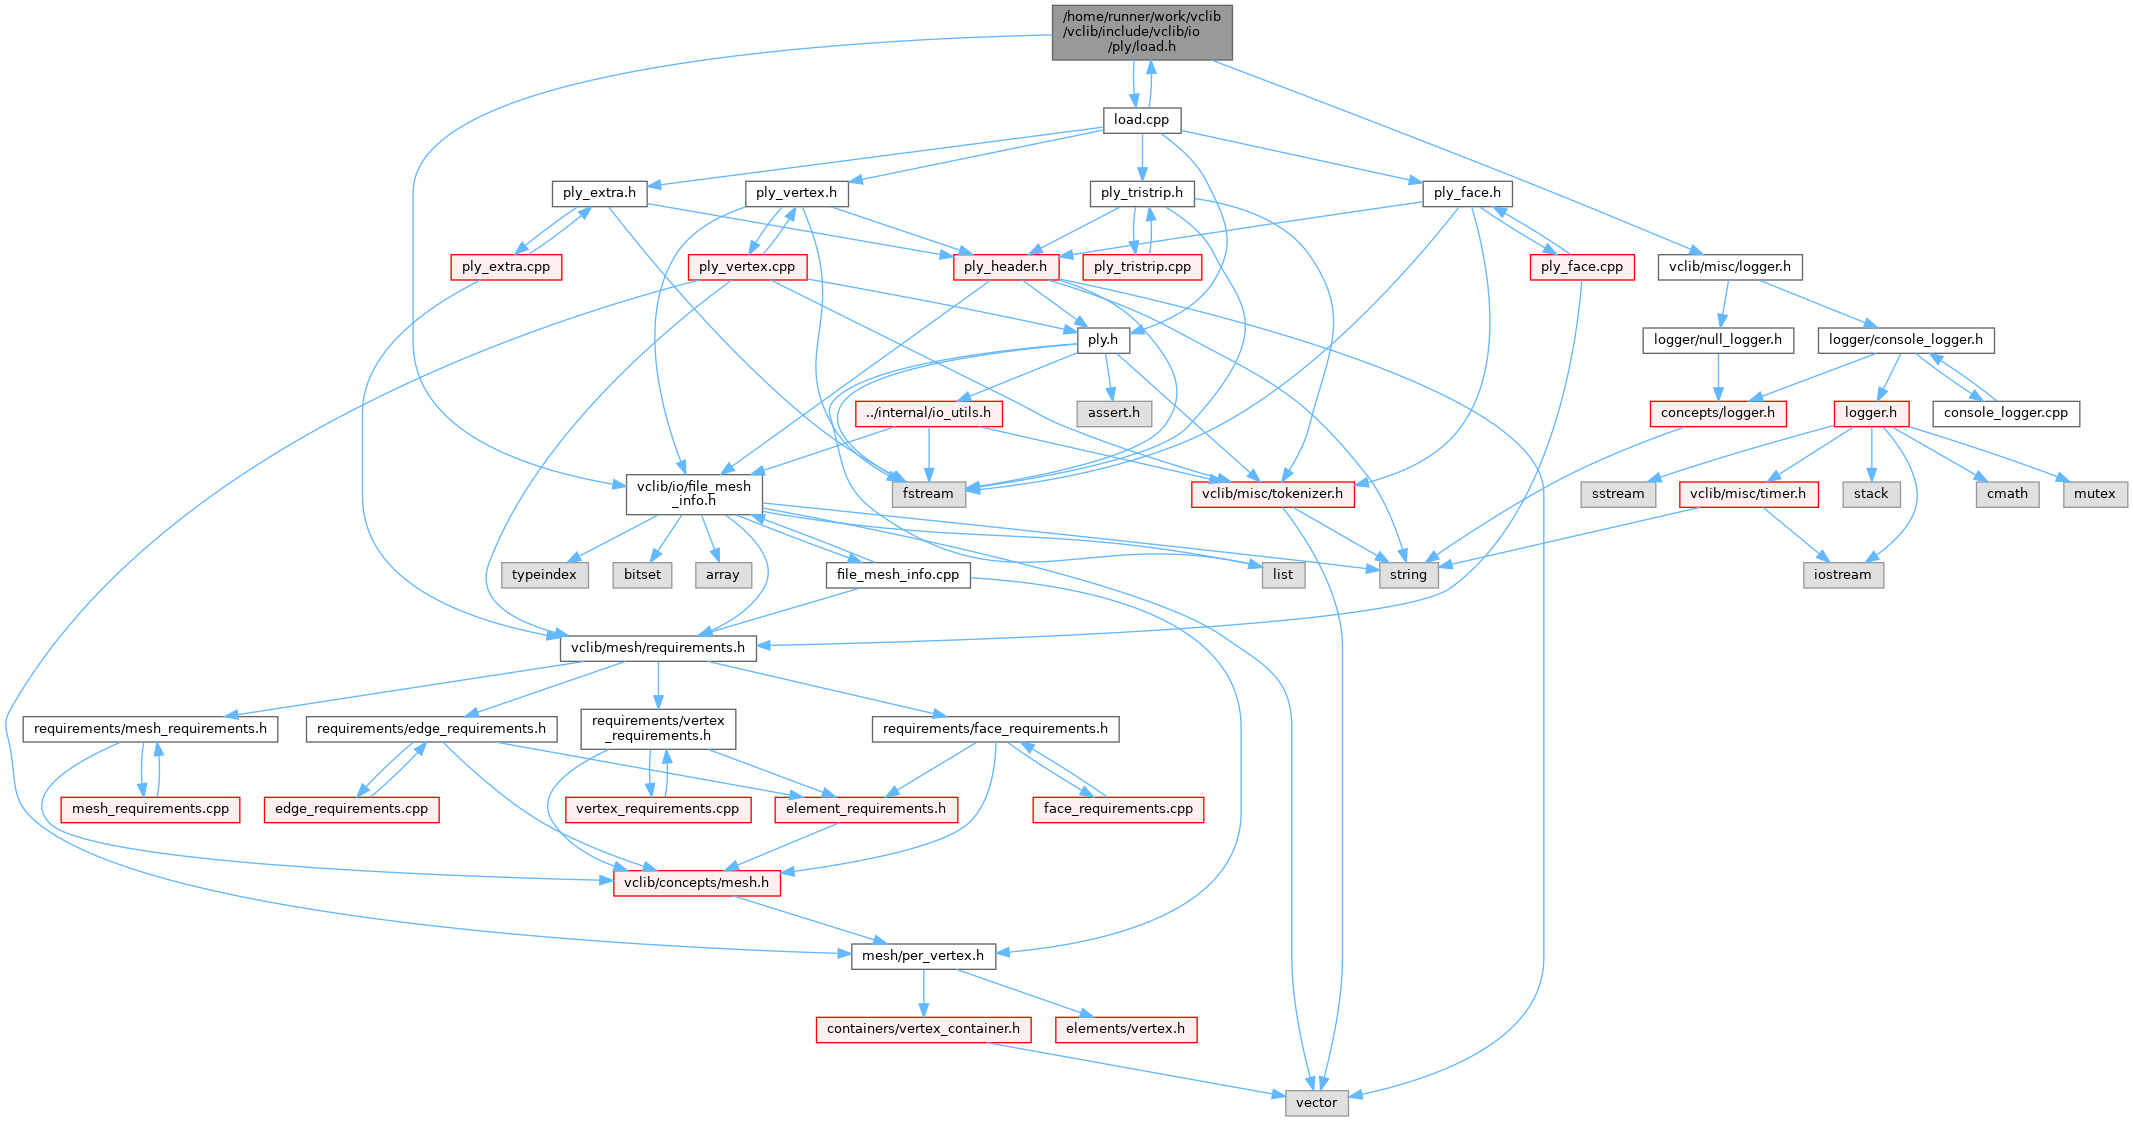 /home/runner/work/vclib
/vclib/include/vclib/io
/ply/load.h
load.cpp
ply_extra.h
ply_vertex.h
ply_tristrip.h
ply_face.h
ply_extra.cpp
ply_vertex.cpp
ply_header.h
ply_tristrip.cpp
ply_face.cpp
vclib/misc/logger.h
ply.h
logger/null_logger.h
logger/console_logger.h
../internal/io_utils.h
assert.h
concepts/logger.h
logger.h
console_logger.cpp
vclib/io/file_mesh
_info.h
fstream
vclib/misc/tokenizer.h
sstream
vclib/misc/timer.h
stack
cmath
mutex
typeindex
bitset
array
file_mesh_info.cpp
list
string
iostream
vclib/mesh/requirements.h
requirements/mesh_requirements.h
requirements/edge_requirements.h
requirements/vertex
_requirements.h
requirements/face_requirements.h
mesh_requirements.cpp
edge_requirements.cpp
vertex_requirements.cpp
element_requirements.h
face_requirements.cpp
vclib/concepts/mesh.h
mesh/per_vertex.h
containers/vertex_container.h
elements/vertex.h
vector